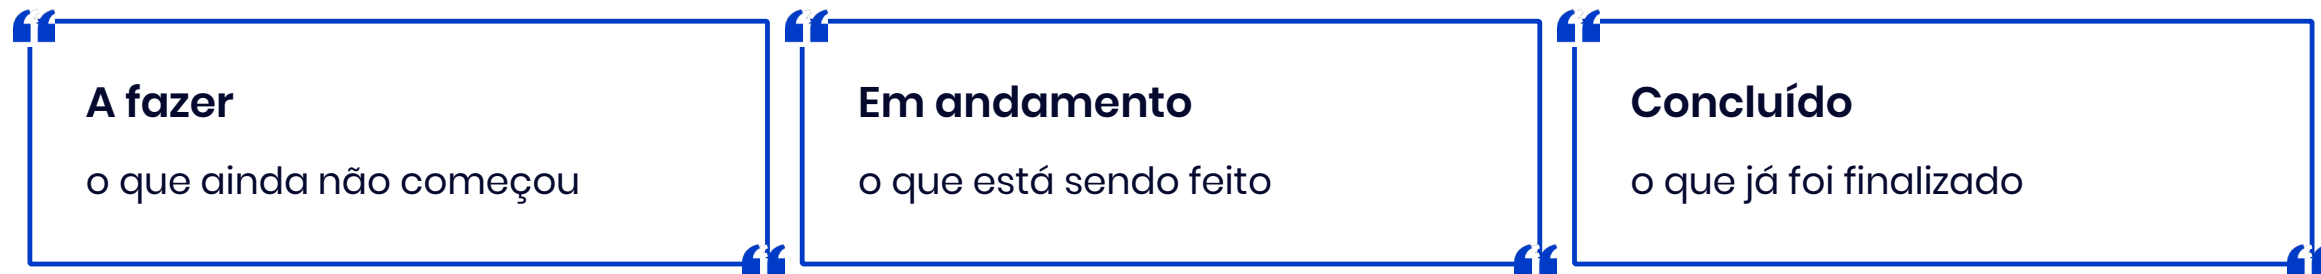 A fazer
o que ainda não começou
Em andamento
o que está sendo feito
Concluído
o que já foi finalizado